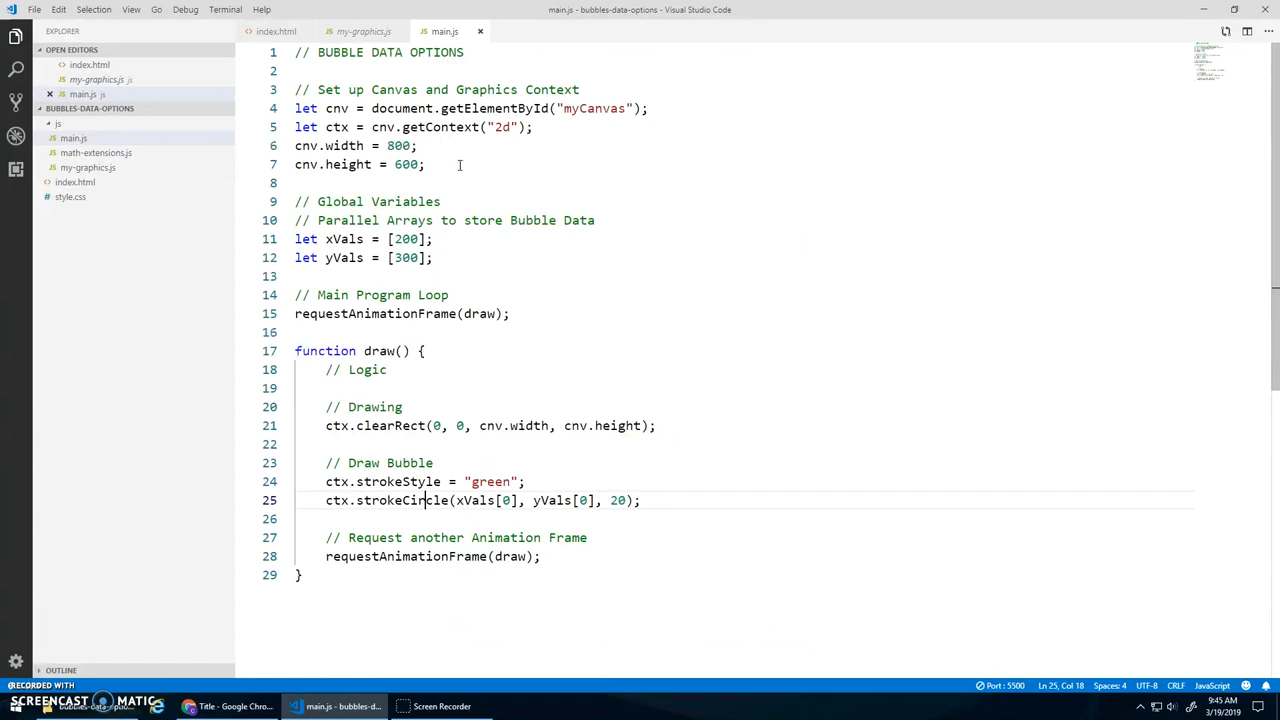 File Edit Selection View Go Debug Terminal Help
main.js - bubbles-data-options - Visual Studio Code
EXPLORER
OPEN EDITORS
index.html
my-graphics.js js
main.js js
BUBBLES-DATA-OPTIONS
js
main.js
math-extensions.js
my-graphics.js
index.html
style.css
OUTLINE
index.html
JS my-graphics.js
JS main.js
1 // BUBBLE DATA OPTIONS
2
3 // Set up Canvas and Graphics Context
4 let cnv = document.getElementById("myCanvas");
5 let ctx = cnv.getContext("2d");
6 cnv.width = 800;
7 cnv.height = 600;
8
9 // Global Variables
10 // Parallel Arrays to store Bubble Data
11 let xVals = [200];
12 let yVals = [300];
13
14 // Main Program Loop
15 requestAnimationFrame(draw);
16
17 function draw() {
18 // Logic
19
20 // Drawing
21 ctx.clearRect(0, 0, cnv.width, cnv.height);
22
23 // Draw Bubble
24 ctx.strokeStyle = "green";
25 ctx.strokeCircle(xVals[0], yVals[0], 20);
26
27 // Request another Animation Frame
28 requestAnimationFrame(draw);
29 }
RECORDED WITH
SCREENCAST MATIC
Port : 5500 Ln 25, Col 18 Spaces: 4 UTF-8 CRLF JavaScript
bubbles-data-optio...
Title - Google Chro...
main.js - bubbles-d...
Screen Recorder
9:45 AM
3/19/2019